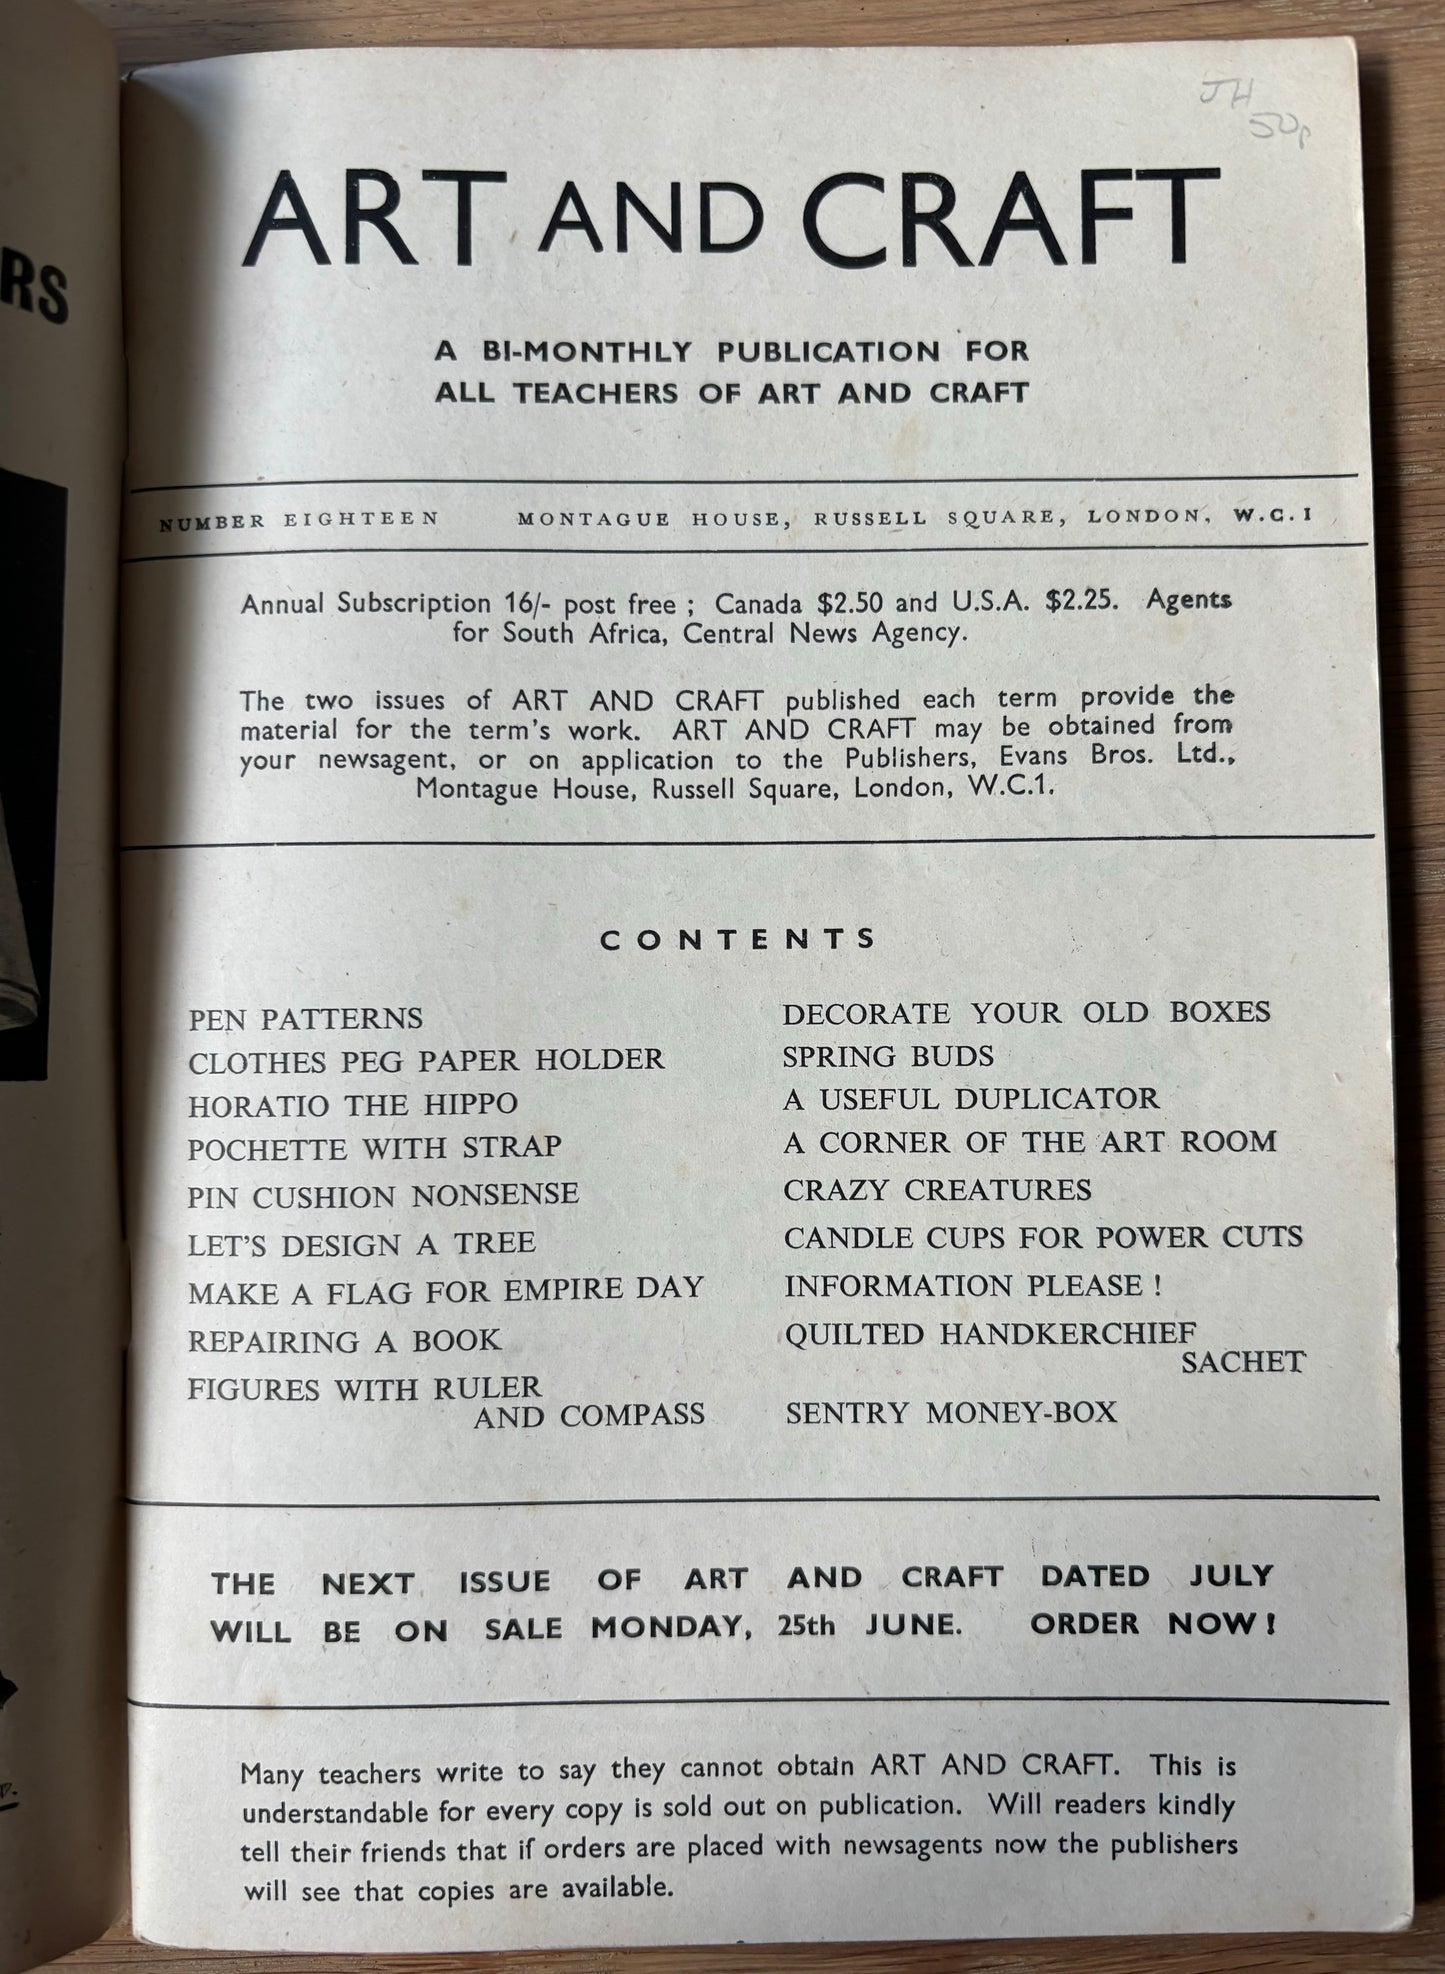 RS
JH
50p
ART AND CRAFT
A BI-MONTHLY PUBLICATION FOR
ALL TEACHERS OF ART AND CRAFT
NUMBER EIGHTEEN MONTAGUE HOUSE, RUSSELL SQUARE, LONDON, W.C.1
Annual Subscription 16/- post free ; Canada $2.50 and U.S.A. $2.25. Agents
for South Africa, Central News Agency.
The two issues of ART AND CRAFT published each term provide the
material for the term's work. ART AND CRAFT may be obtained from
your newsagent, or on application to the Publishers, Evans Bros. Ltd.,
Montague House, Russell Square, London, W.C.1.
CONTENTS
PEN PATTERNS
CLOTHES PEG PAPER HOLDER
HORATIO THE HIPPO
POCHETTE WITH STRAP
PIN CUSHION NONSENSE
LET'S DESIGN A TREE
MAKE A FLAG FOR EMPIRE DAY
REPAIRING A BOOK
FIGURES WITH RULER
AND COMPASS
DECORATE YOUR OLD BOXES
SPRING BUDS
A USEFUL DUPLICATOR
A CORNER OF THE ART ROOM
CRAZY CREATURES
CANDLE CUPS FOR POWER CUTS
INFORMATION PLEASE !
QUILTED HANDKERCHIEF
SACHET
SENTRY MONEY-BOX
THE NEXT ISSUE OF ART AND CRAFT DATED JULY
WILL BE ON SALE MONDAY, 25th JUNE. ORDER NOW !
Many teachers write to say they cannot obtain ART AND CRAFT. This is
understandable for every copy is sold out on publication. Will readers kindly
tell their friends that if orders are placed with newsagents now the publishers
will see that copies are available.